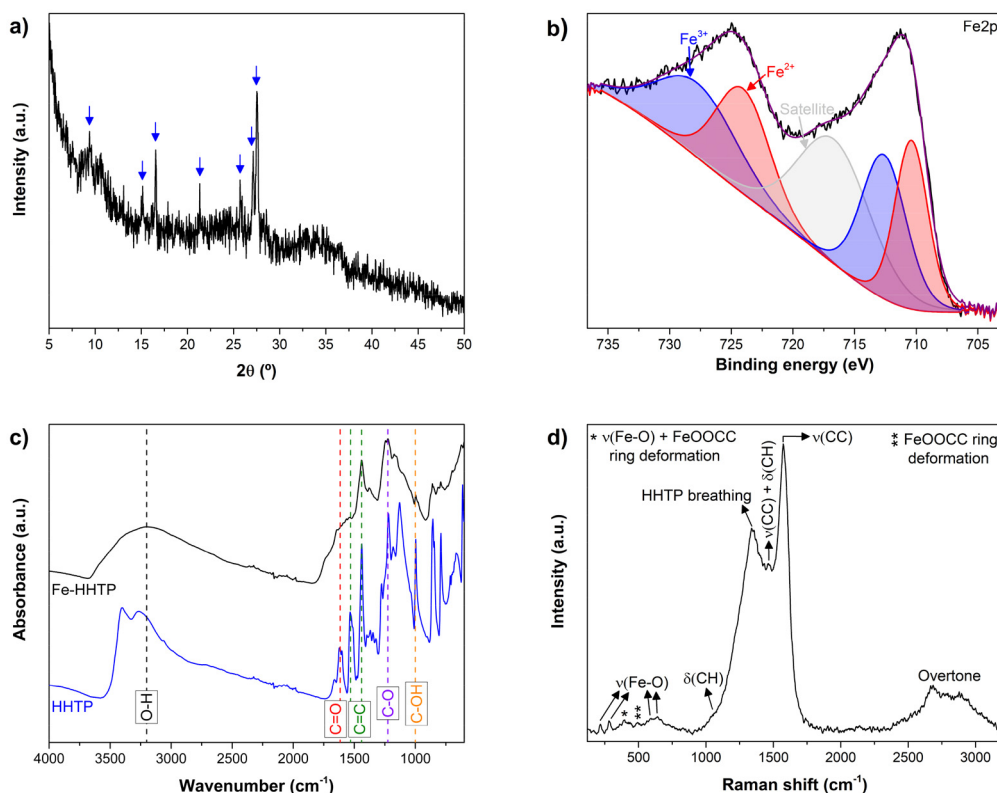 a)
Intensity (a.u.)
5 10 15 20 25 30 35 40 45 50
2θ (º)
b)
Fe2p
Fe³⁺
Fe²⁺
Satellite
Intensity (a.u.)
735 730 725 720 715 710 705
Binding energy (eV)
c)
Absorbance (a.u.)
Fe-HHTP
HHTP
O-H
C=O
C=C
C-O
C-OH
4000 3500 3000 2500 2000 1500 1000
Wavenumber (cm⁻¹)
d)
* ν(Fe-O) + FeOOCC
ring deformation
ν(CC)
** FeOOCC ring
deformation
HHTP breathing
ν(CC) + δ(CH)
Intensity (a.u.)
ν(Fe-O)
*
**
δ(CH)
Overtone
500 1000 1500 2000 2500 3000
Raman shift (cm⁻¹)